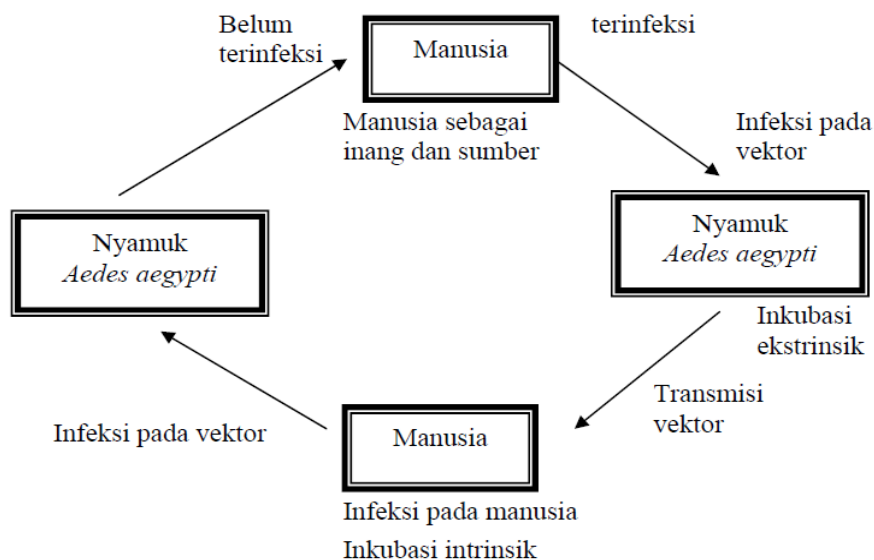 Belum
terinfeksi
Manusia
terinfeksi
Manusia sebagai
inang dan sumber
Infeksi pada
vektor
Nyamuk
Aedes aegypti
Nyamuk
Aedes aegypti
Inkubasi
ekstrinsik
Transmisi
vektor
Infeksi pada vektor
Manusia
Infeksi pada manusia
Inkubasi intrinsik